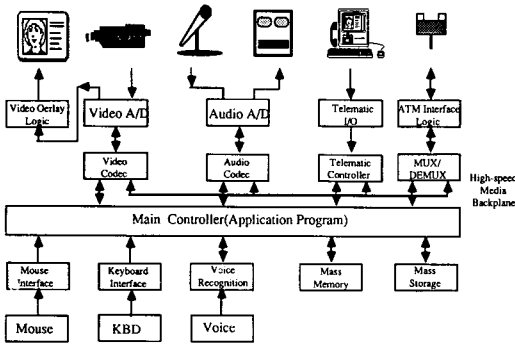 Video Oerlay
Logic
Video A/D
Audio A/D
Telematic
I/O
ATM Interface
Logic
Video
Codec
Audio
Codec
Telematic
Controller
MUX/
DEMUX
High-speed
Media
Backplane
Main Controller(Application Program)
Mouse
Interface
Keyboard
Interface
Voice
Recognition
Mass
Memory
Mass
Storage
Mouse
KBD
Voice